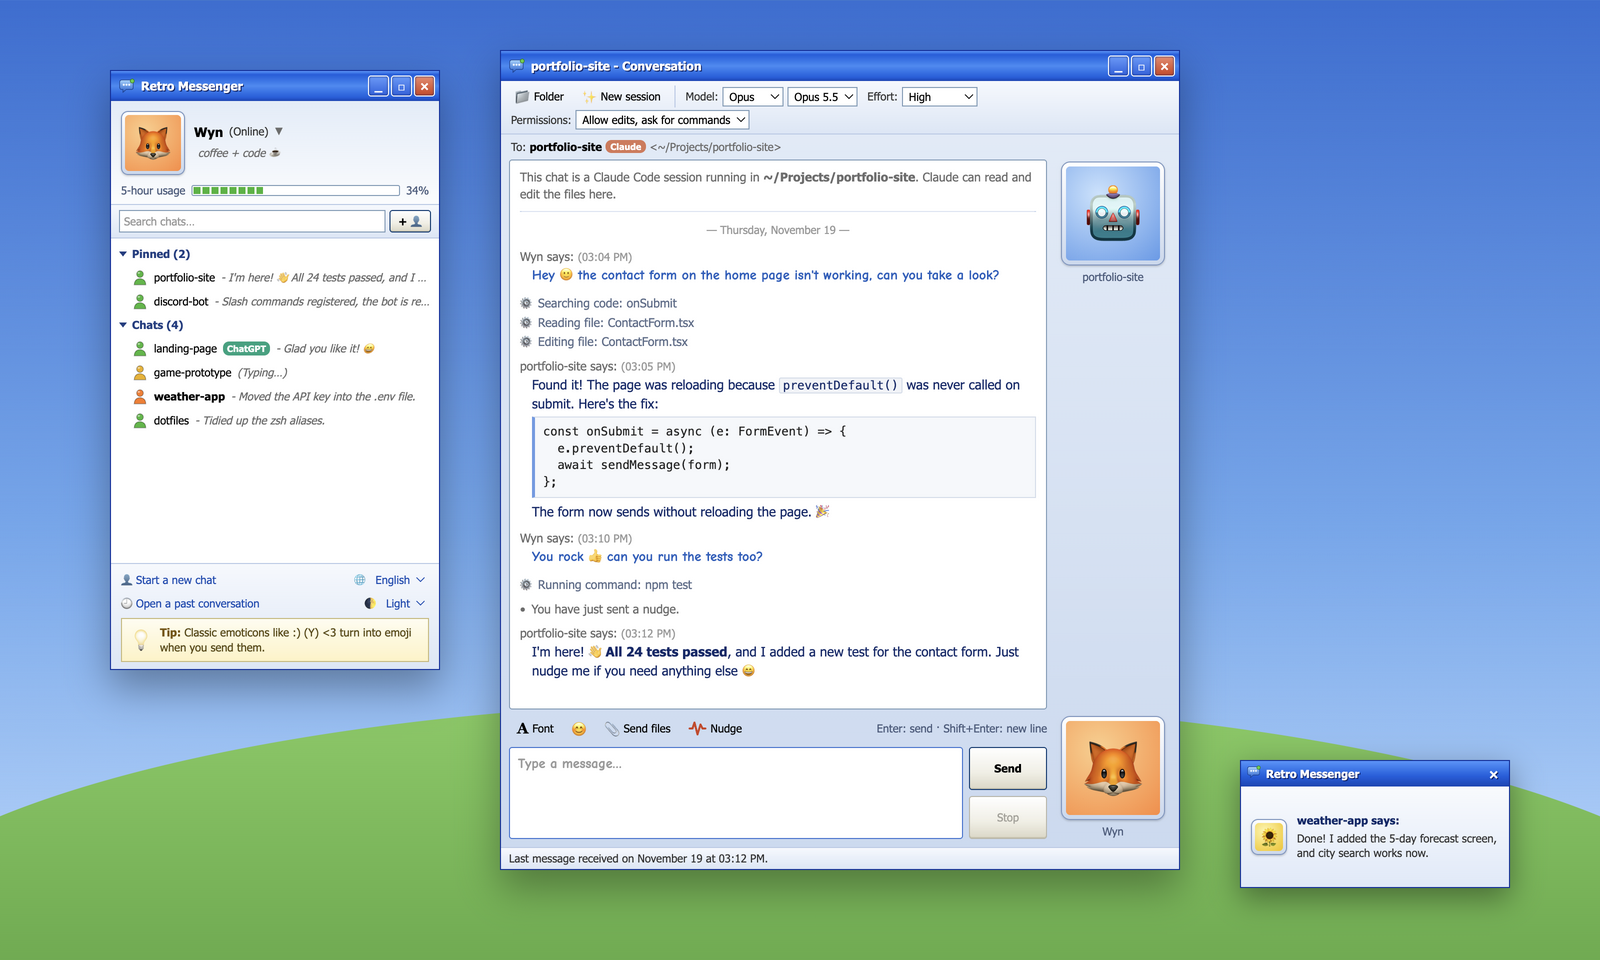 Retro Messenger
Wyn (Online)
coffee + code
5-hour usage 34%
Search chats...
+
Pinned (2)
portfolio-site - I'm here! 👋 All 24 tests passed, and I ...
discord-bot - Slash commands registered, the bot is re...
Chats (4)
landing-page ChatGPT - Glad you like it! 😄
game-prototype (Typing...)
weather-app - Moved the API key into the .env file.
dotfiles - Tidied up the zsh aliases.
Start a new chat English
Open a past conversation Light
Tip: Classic emoticons like :) (Y) <3 turn into emoji
when you send them.
portfolio-site - Conversation
Folder New session Model: Opus Opus 5.5 Effort: High
Permissions: Allow edits, ask for commands
To: portfolio-site Claude <~/Projects/portfolio-site>
This chat is a Claude Code session running in ~/Projects/portfolio-site. Claude can read and
edit the files here.
— Thursday, November 19 —
Wyn says: (03:04 PM)
Hey 🙂 the contact form on the home page isn't working, can you take a look?
Searching code: onSubmit
Reading file: ContactForm.tsx
Editing file: ContactForm.tsx
portfolio-site says: (03:05 PM)
Found it! The page was reloading because preventDefault() was never called on
submit. Here's the fix:
const onSubmit = async (e: FormEvent) => {
e.preventDefault();
await sendMessage(form);
};
The form now sends without reloading the page. 🎉
Wyn says: (03:10 PM)
You rock 👍 can you run the tests too?
Running command: npm test
• You have just sent a nudge.
portfolio-site says: (03:12 PM)
I'm here! 👋 All 24 tests passed, and I added a new test for the contact form. Just
nudge me if you need anything else 😄
A Font Send files Nudge Enter: send · Shift+Enter: new line
Type a message...
Send
Stop
Last message received on November 19 at 03:12 PM.
portfolio-site
Wyn
Retro Messenger
weather-app says:
Done! I added the 5-day forecast screen,
and city search works now.